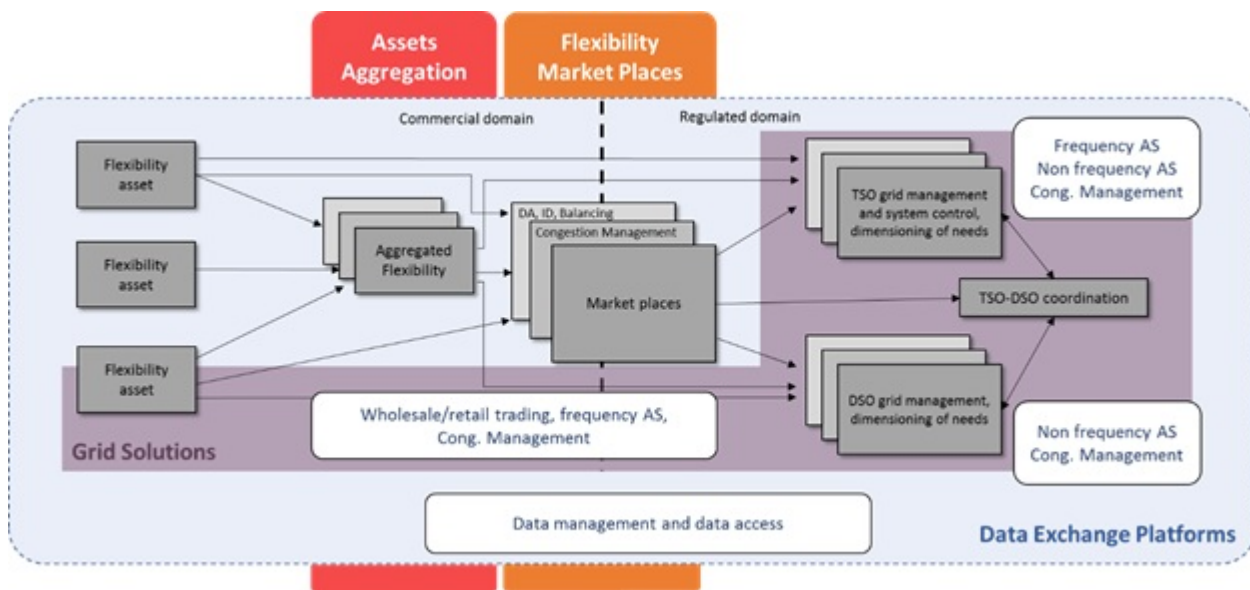 Assets
Aggregation
Flexibility
Market Places
Commercial domain
Regulated domain
Flexibility
asset
Flexibility
asset
Flexibility
asset
Aggregated
Flexibility
DA, ID, Balancing
Congestion Management
Market places
TSO grid management
and system control,
dimensioning of needs
Frequency AS
Non frequency AS
Cong. Management
TSO-DSO coordination
DSO grid management,
dimensioning of needs
Non frequency AS
Cong. Management
Wholesale/retail trading, frequency AS,
Cong. Management
Grid Solutions
Data management and data access
Data Exchange Platforms